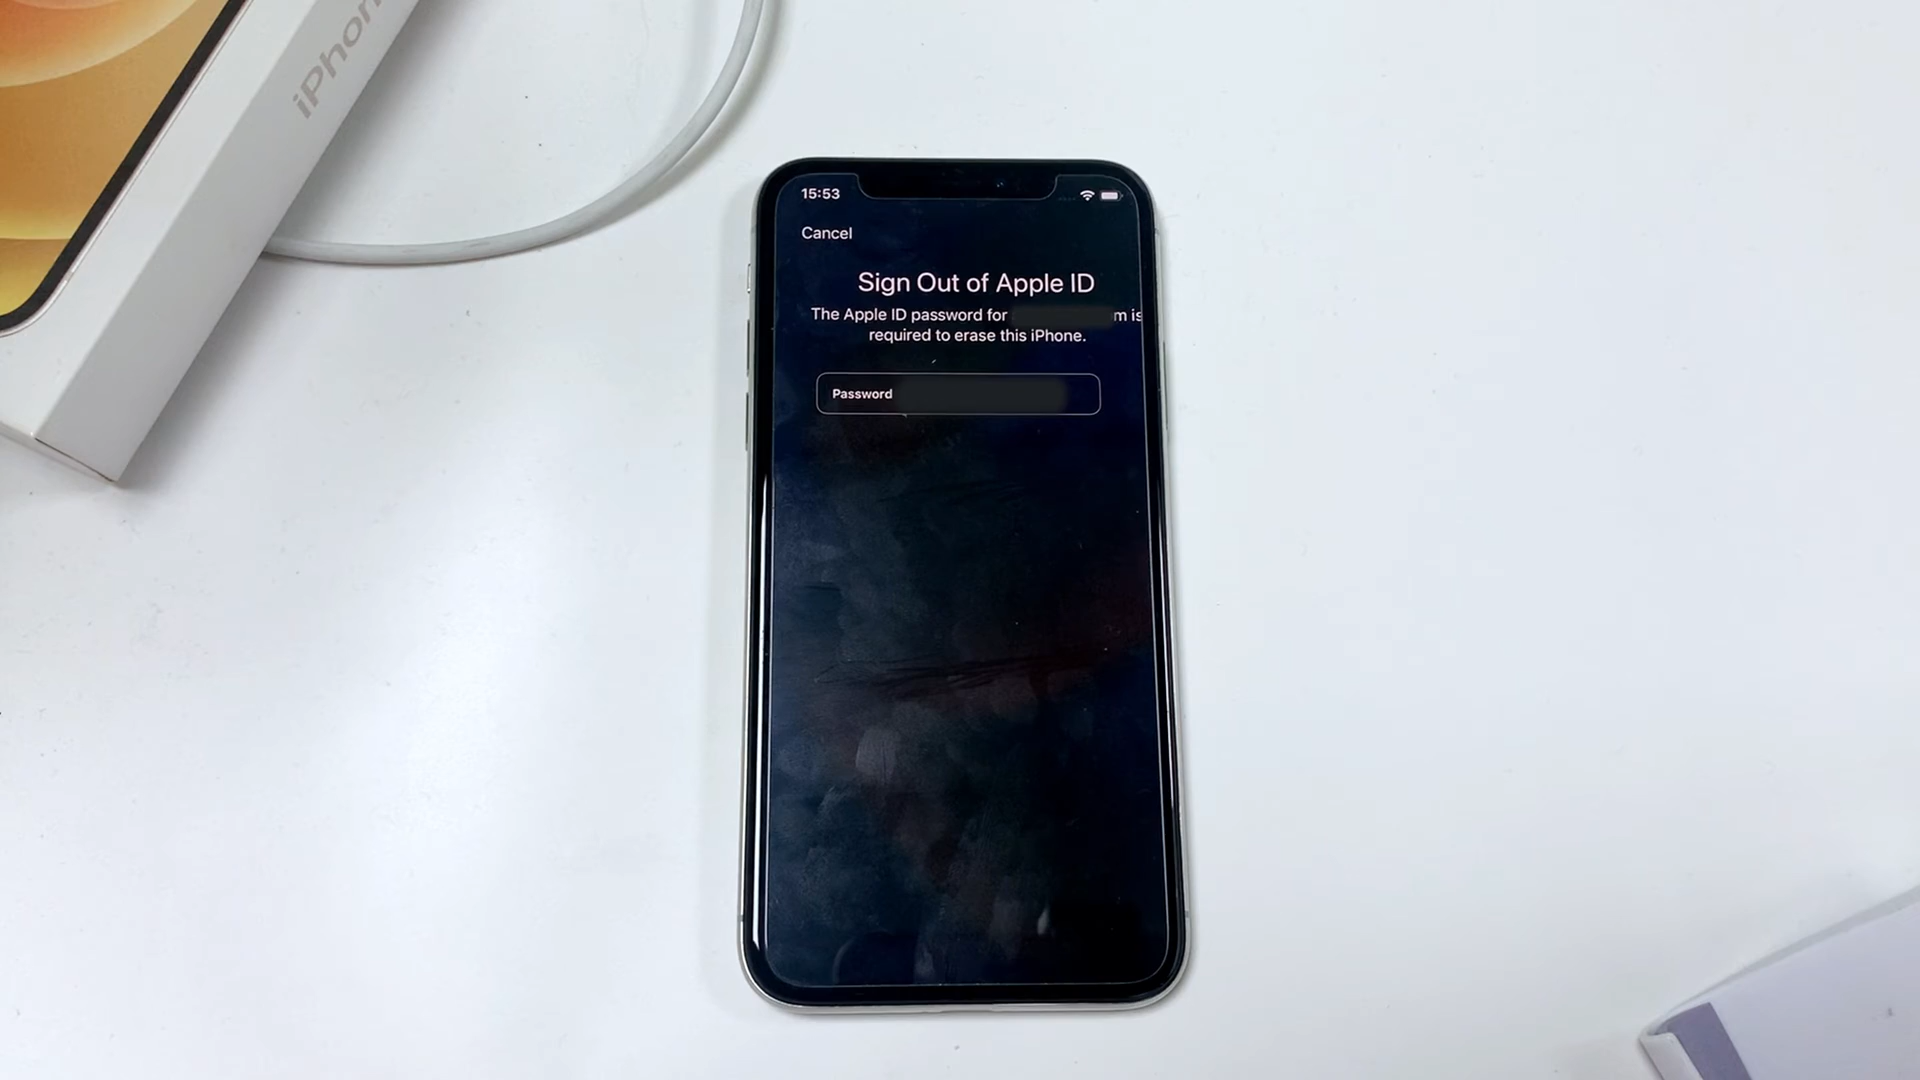 iPhon
15:53
Cancel
Sign Out of Apple ID
The Apple ID password for m is
required to erase this iPhone.
Password